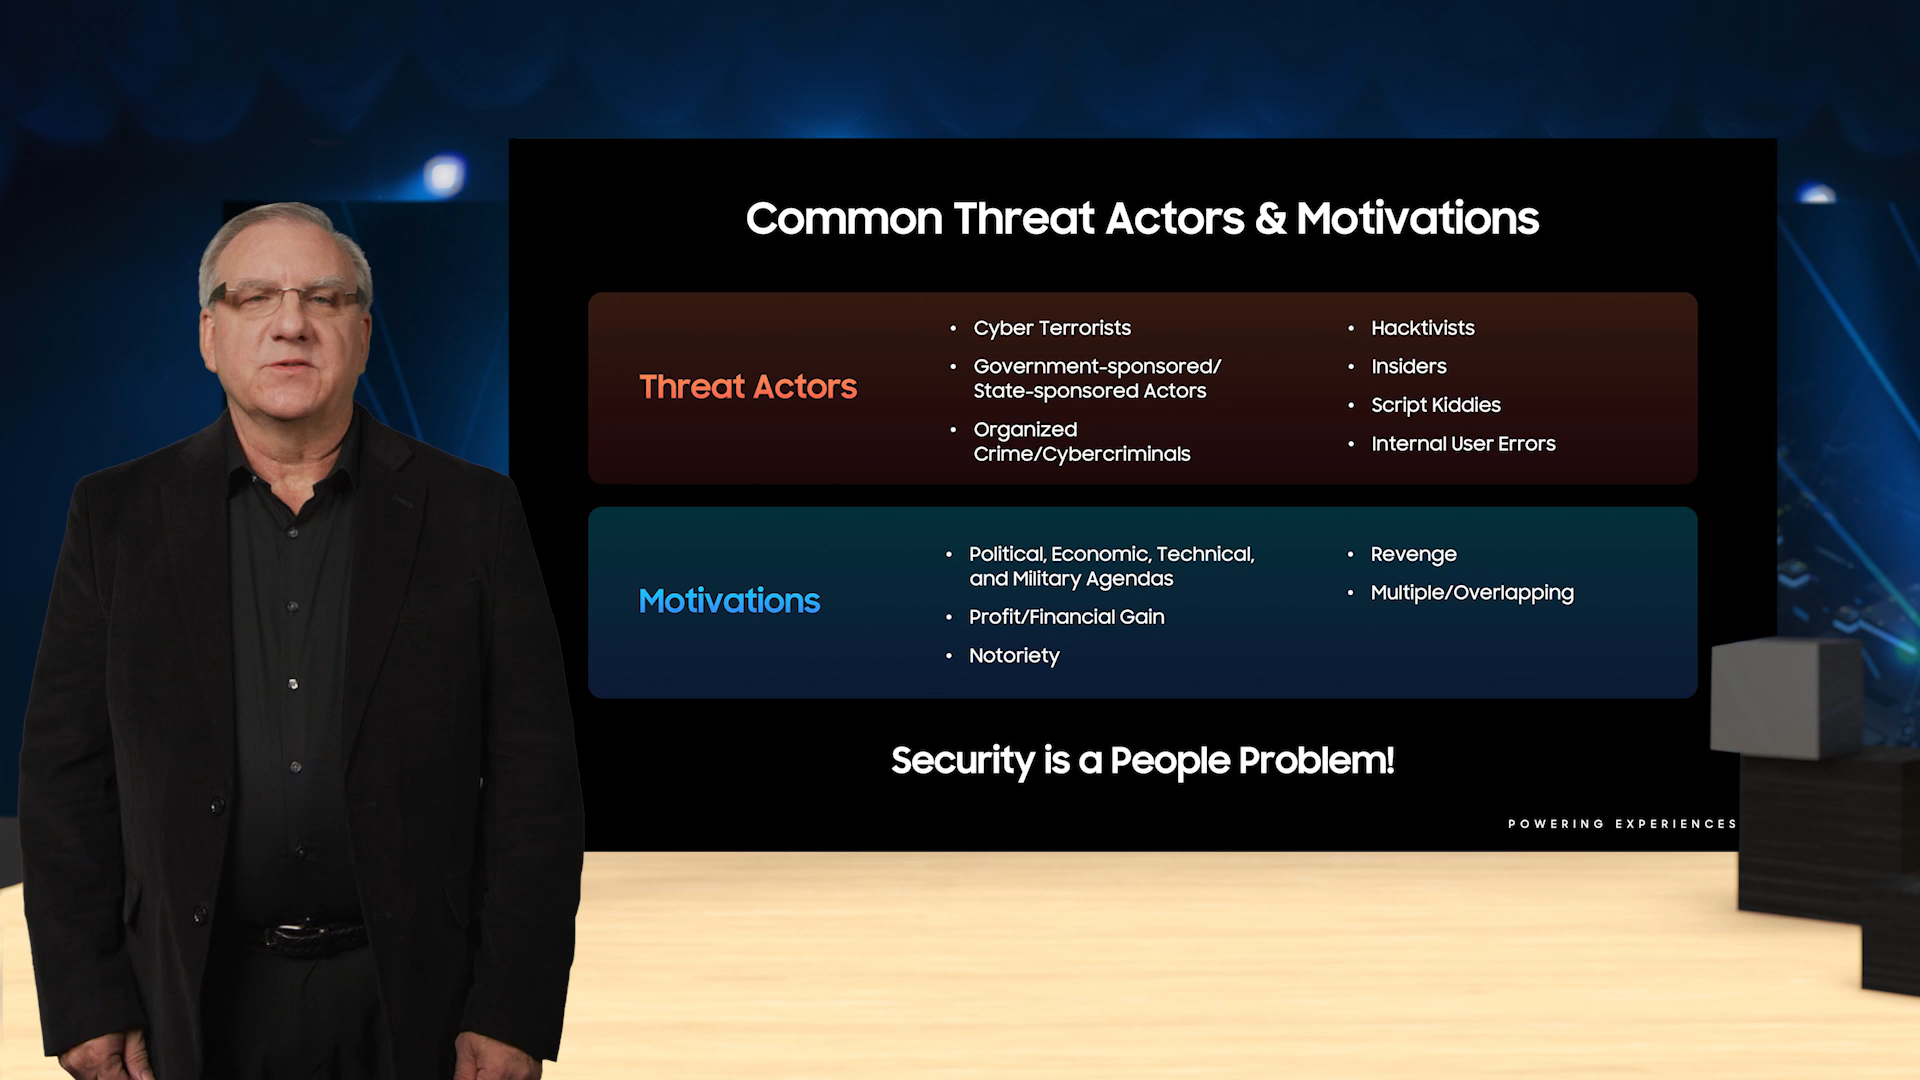 Common Threat Actors & Motivations
Threat Actors
• Cyber Terrorists
• Government-sponsored/
State-sponsored Actors
• Organized
Crime/Cybercriminals
• Hacktivists
• Insiders
• Script Kiddies
• Internal User Errors
Motivations
• Political, Economic, Technical,
and Military Agendas
• Profit/Financial Gain
• Notoriety
• Revenge
• Multiple/Overlapping
Security is a People Problem!
POWERING EXPERIENCES